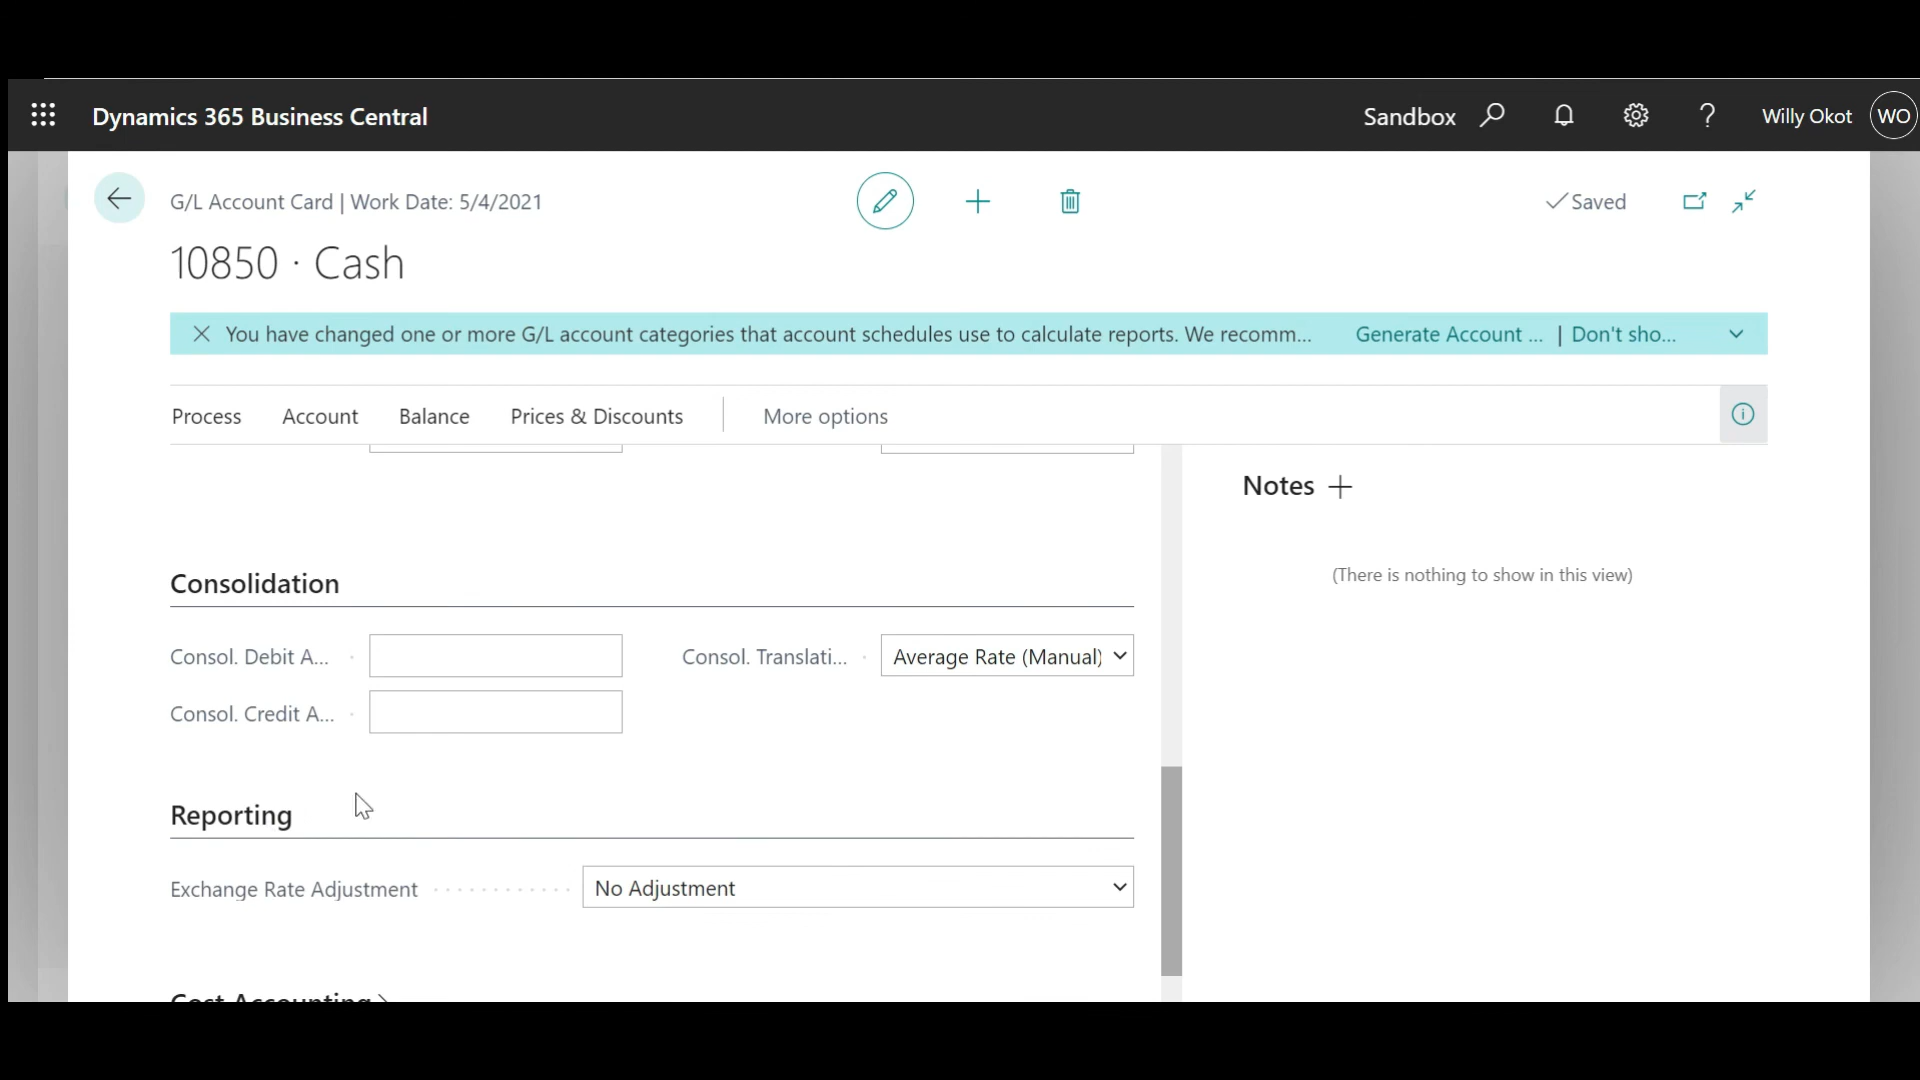 Dynamics 365 Business Central
Sandbox
Willy Okot
WO
G/L Account Card | Work Date: 5/4/2021
Saved
10850 · Cash
You have changed one or more G/L account categories that account schedules use to calculate reports. We recomm...
Generate Account ... | Don't sho...
Process
Account
Balance
Prices & Discounts
More options
Notes
(There is nothing to show in this view)
Consolidation
Consol. Debit A...
Consol. Translati...
Average Rate (Manual)
Consol. Credit A...
Reporting
Exchange Rate Adjustment
No Adjustment
Cost Accounting